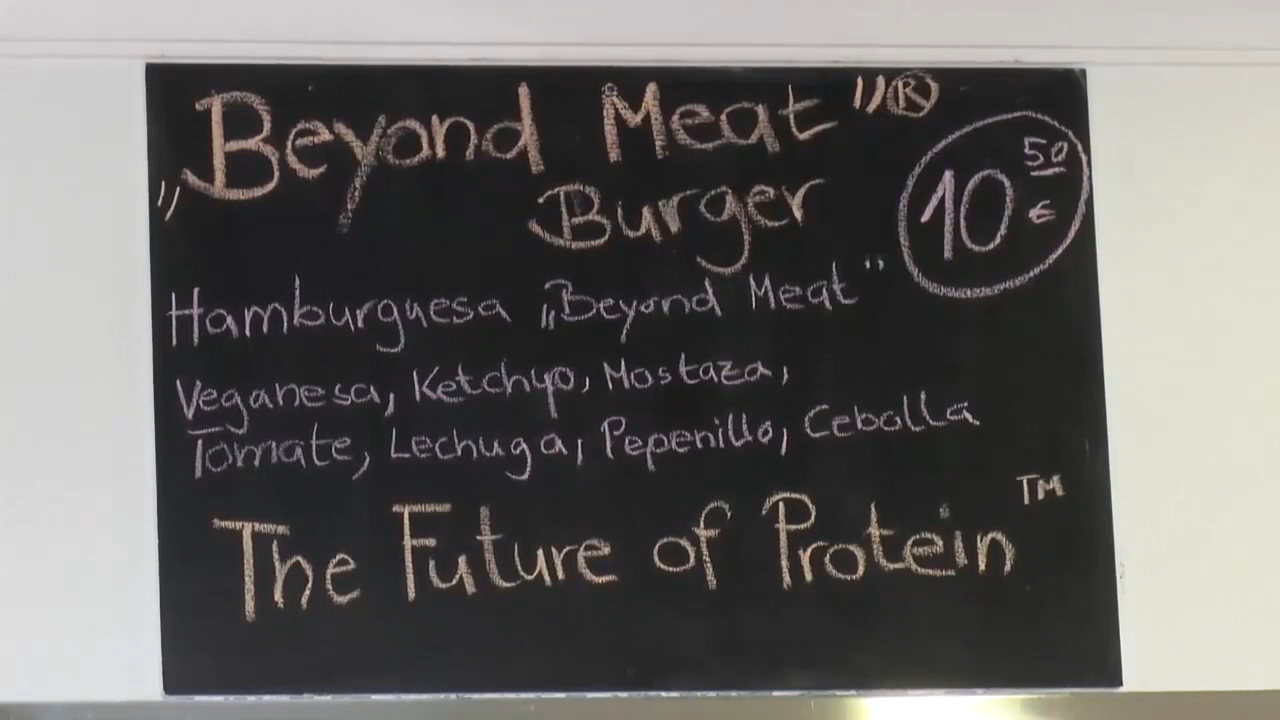 „Beyond Meat"®
Burger
10 50 €
Hamburguesa „Beyond Meat"
Veganesa, Ketchup, Mostaza,
Tomate, Lechuga, Pepenillo, Cebolla
The Future of Protein™